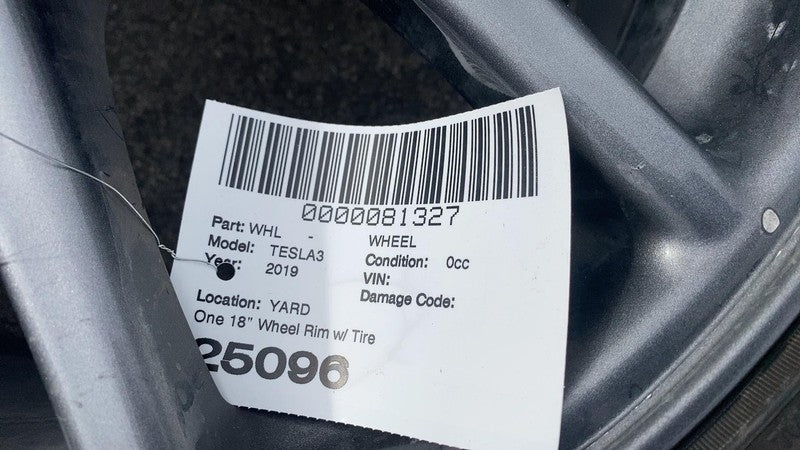 0000081327
Part: WHL - WHEEL
Model: TESLA3 Condition: 0cc
Year: 2019 VIN:
Location: YARD Damage Code:
One 18" Wheel Rim w/ Tire
25096